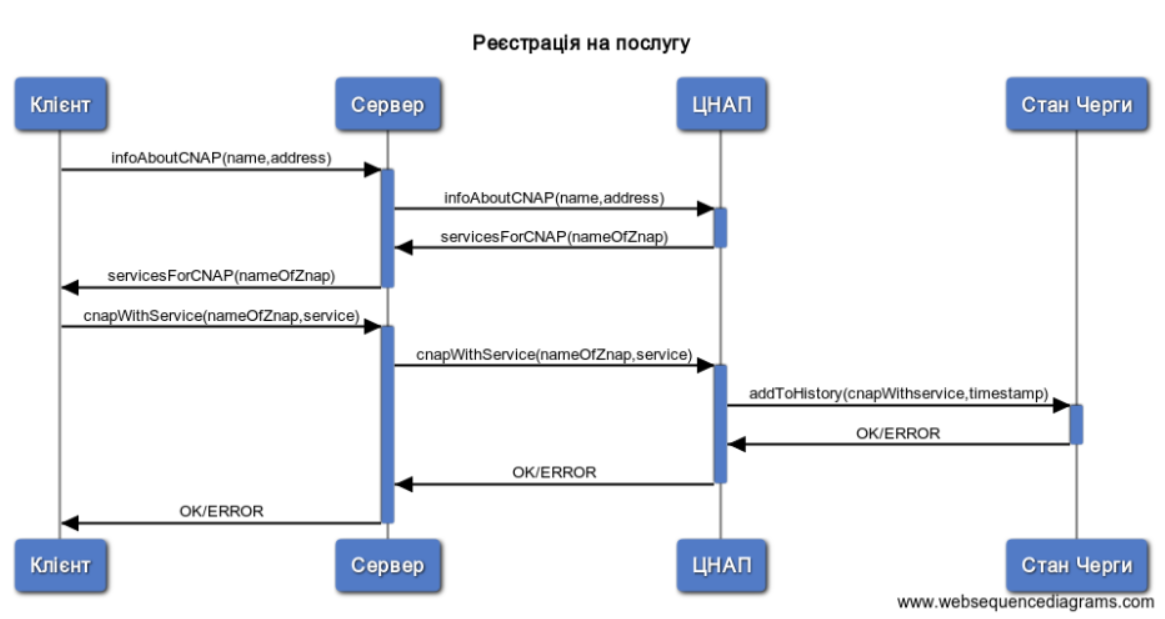 Реєстрація на послугу
Клієнт
Сервер
ЦНАП
Стан Черги
infoAboutCNAP(name,address)
infoAboutCNAP(name,address)
servicesForCNAP(nameOfZnap)
servicesForCNAP(nameOfZnap)
cnapWithService(nameOfZnap,service)
cnapWithService(nameOfZnap,service)
addToHistory(cnapWithservice,timestamp)
OK/ERROR
OK/ERROR
OK/ERROR
Клієнт
Сервер
ЦНАП
Стан Черги
www.websequencediagrams.com